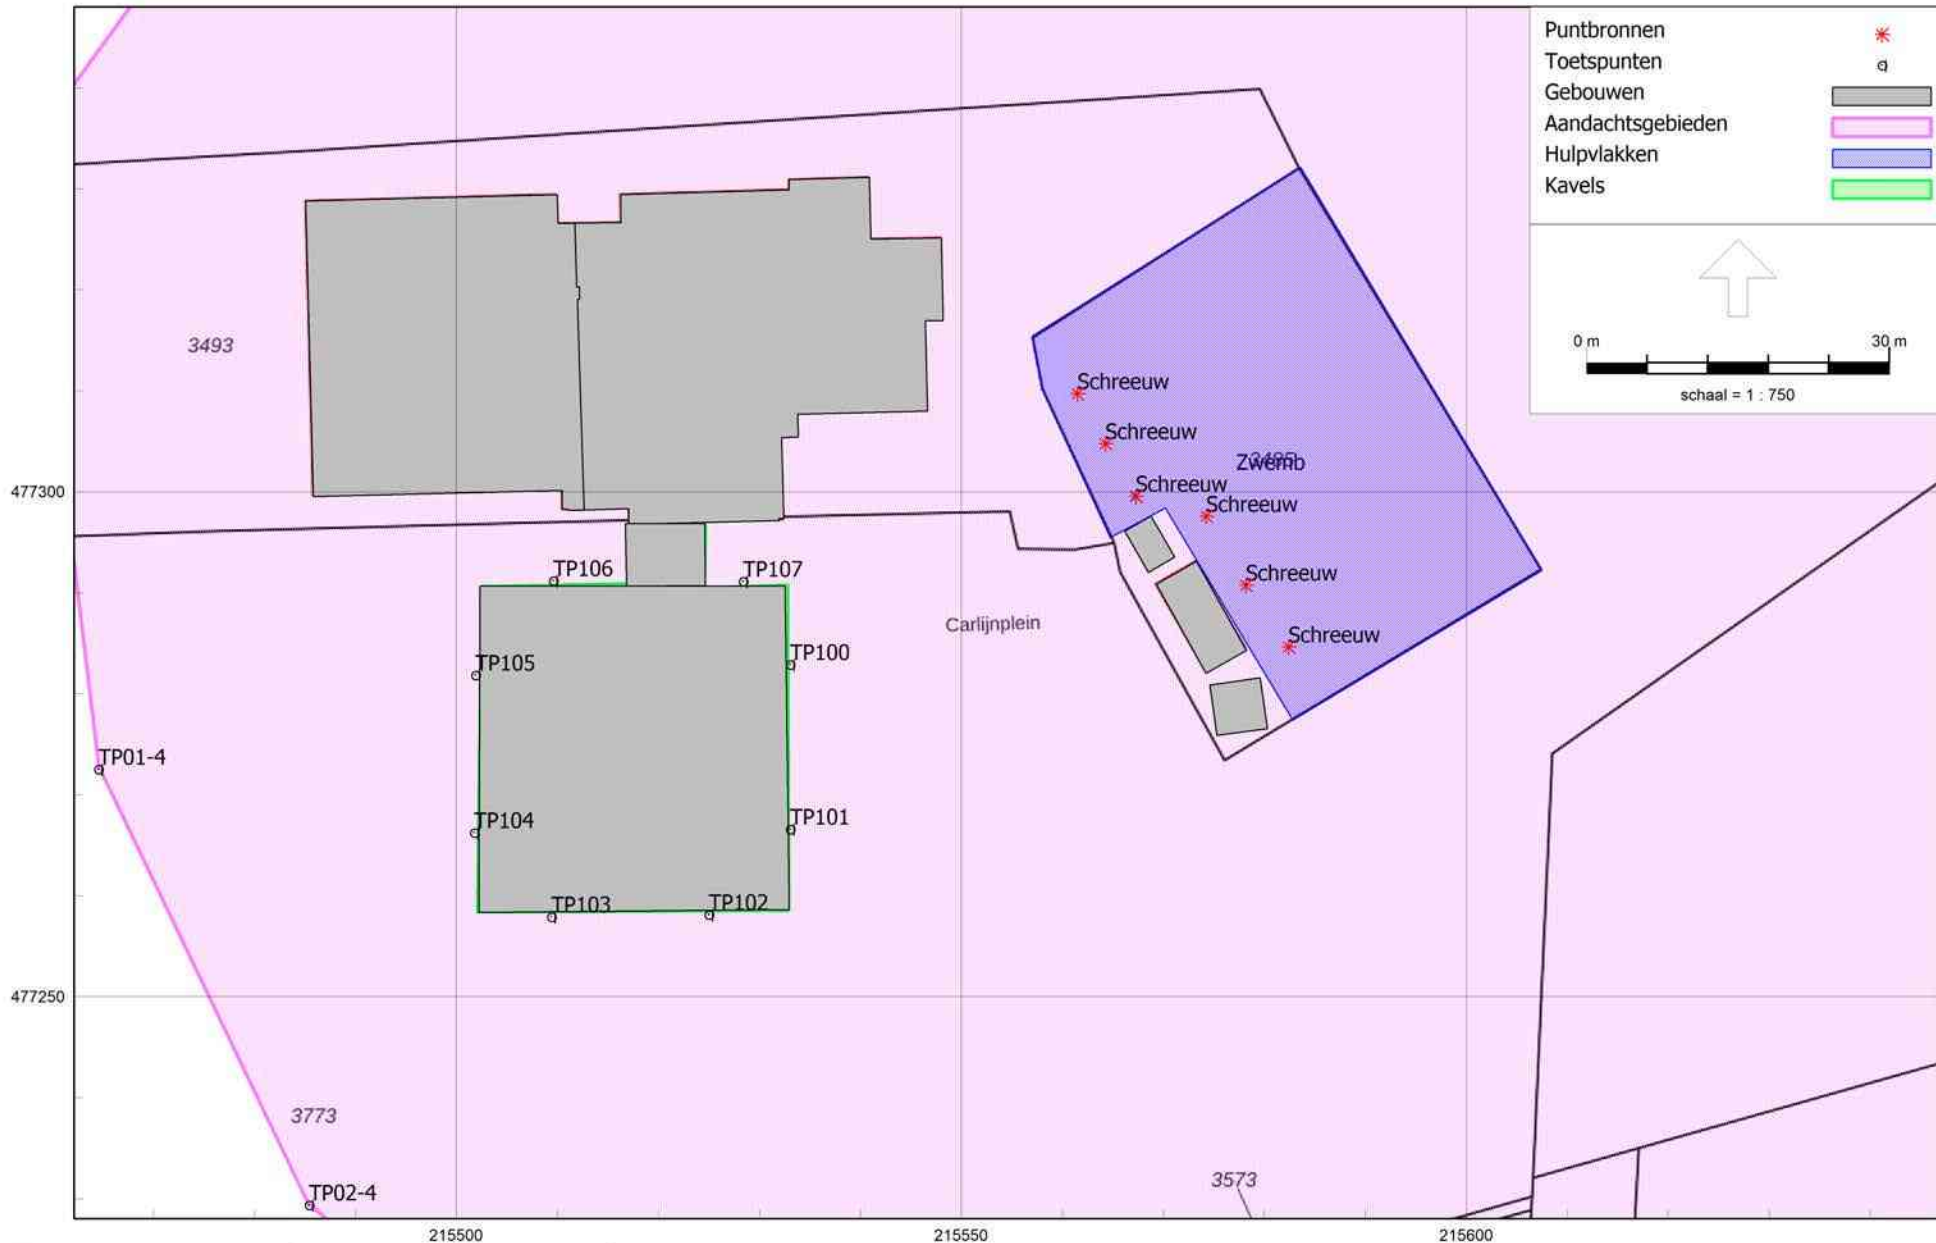 Puntbronnen
Toetspunten
Gebouwen
Aandachtsgebieden
Hulpvlakken
Kavels
0 m 30 m
schaal = 1 : 750
3493
Schreeuw
Schreeuw
Zwemb
Schreeuw
Schreeuw
477300
TP106
TP107
Schreeuw
Carlijnplein
Schreeuw
TP105
TP100
TP01-4
TP104
TP101
TP103
TP102
477250
3773
3573
TP02-4
215500
215550
215600